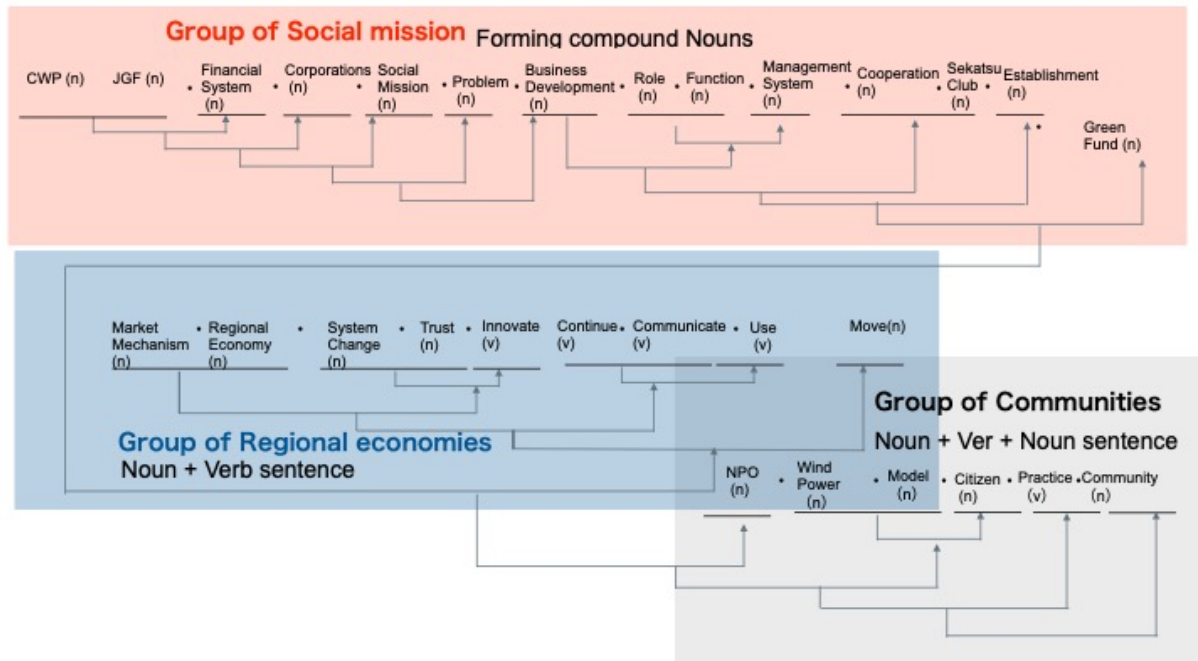 Group of Social mission Forming compound Nouns
CWP (n)
JGF (n)
• Financial
System
(n)
• Corporations
(n)
• Social
Mission
(n)
• Problem
(n)
• Business
Development
(n)
• Role
(n)
• Function
(n)
• Management
System
(n)
• Cooperation
(n)
• Sekatsu
Club
(n)
• Establishment
(n)
•
Green
Fund (n)
Market
Mechanism
(n)
• Regional
Economy
(n)
• System
Change
(n)
• Trust
(n)
• Innovate
(v)
Continue
(v)
• Communicate
(v)
• Use
(v)
Move(n)
Group of Regional economies
Noun + Verb sentence
Group of Communities
Noun + Ver + Noun sentence
NPO
(n)
• Wind
Power
(n)
• Model
(n)
• Citizen
(n)
• Practice
(v)
• Community
(n)